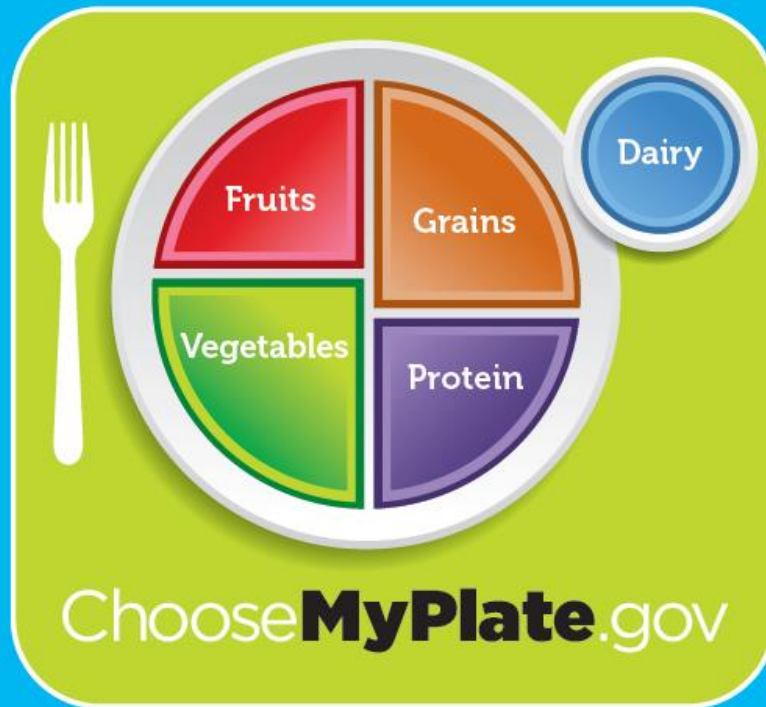 Fruits
Grains
Dairy
Vegetables
Protein
ChooseMyPlate.gov